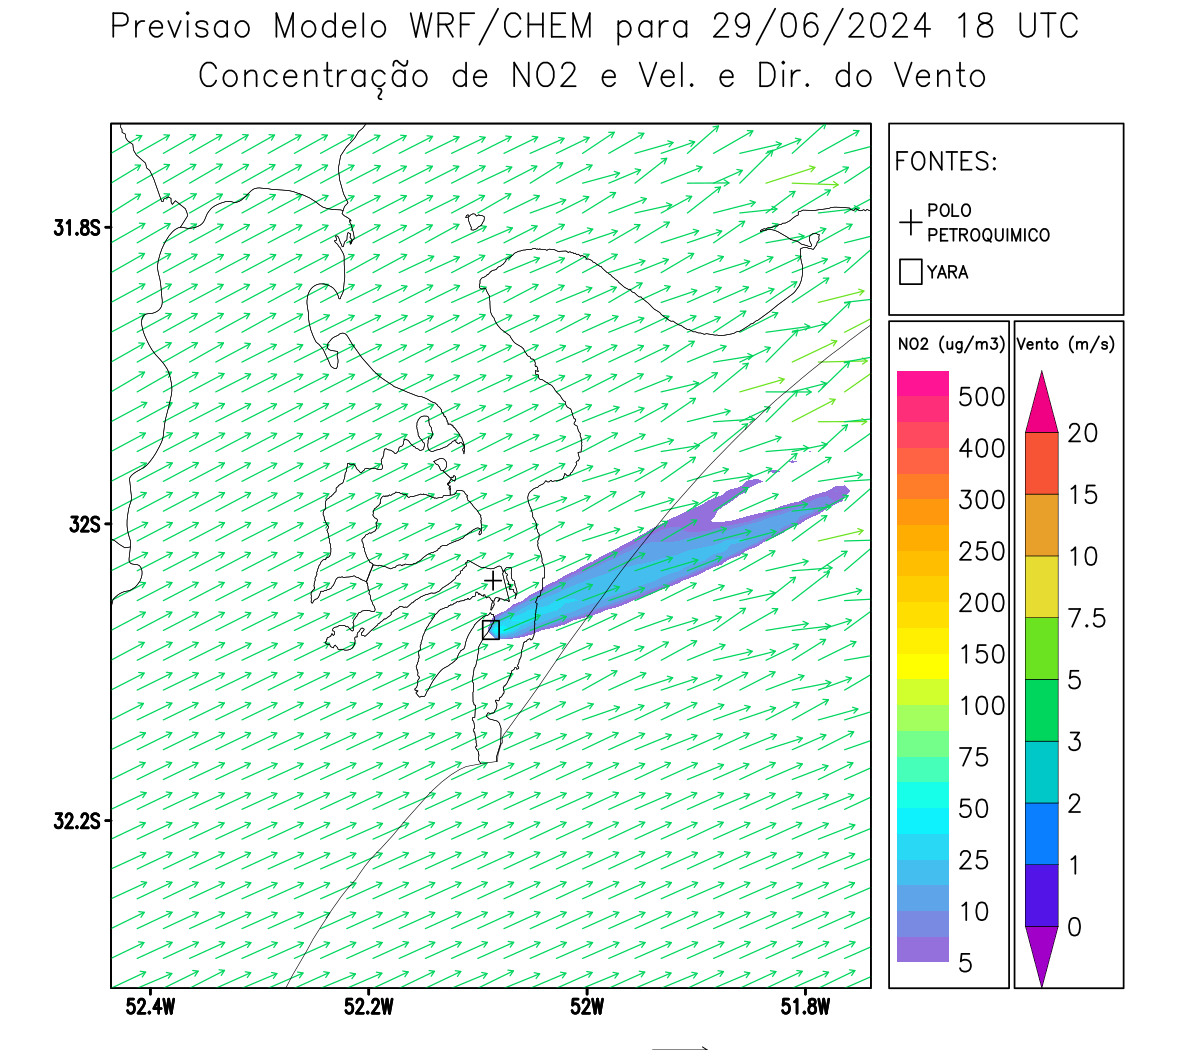 Previsao Modelo WRF/CHEM para 29/06/2024 18 UTC
Concentração de NO2 e Vel. e Dir. do Vento
FONTES:
POLO
PETROQUIMICO
YARA
31.8S
32S
32.2S
52.4W
52.2W
52W
51.8W
NO2 (ug/m3)
500
400
300
250
200
150
100
75
50
25
10
5
Vento (m/s)
20
15
10
7.5
5
3
2
1
0